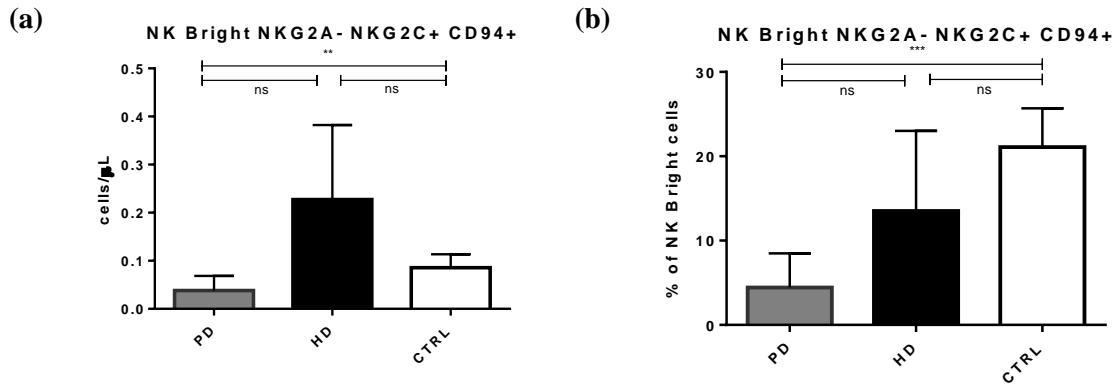 (a)
NK Bright NKG2A- NKG2C+ CD94+
**
ns ns
0.5
0.4
0.3
0.2
0.1
0.0
cells/µL
PD HD CTRL
(b)
NK Bright NKG2A- NKG2C+ CD94+
***
ns ns
30
20
10
0
% of NK Bright cells
PD HD CTRL